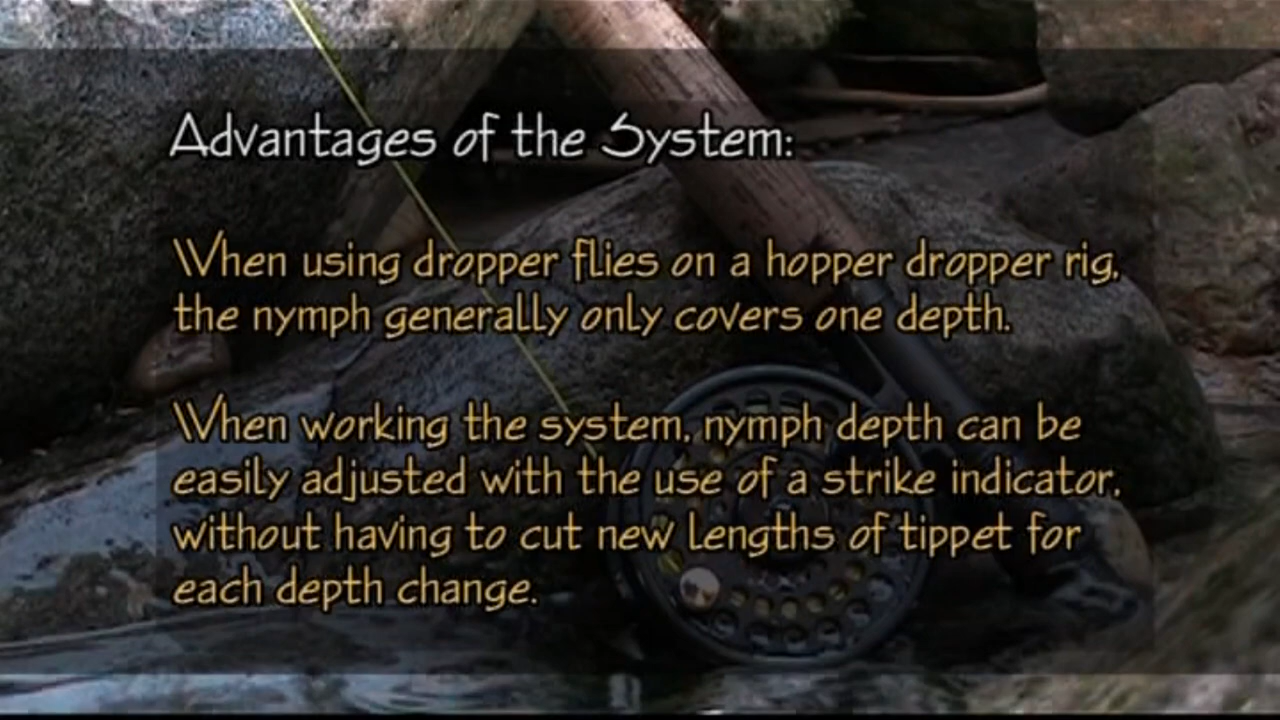 Advantages of the System:
When using dropper flies on a hopper dropper rig,
the nymph generally only covers one depth.
When working the system, nymph depth can be
easily adjusted with the use of a strike indicator,
without having to cut new lengths of tippet for
each depth change.